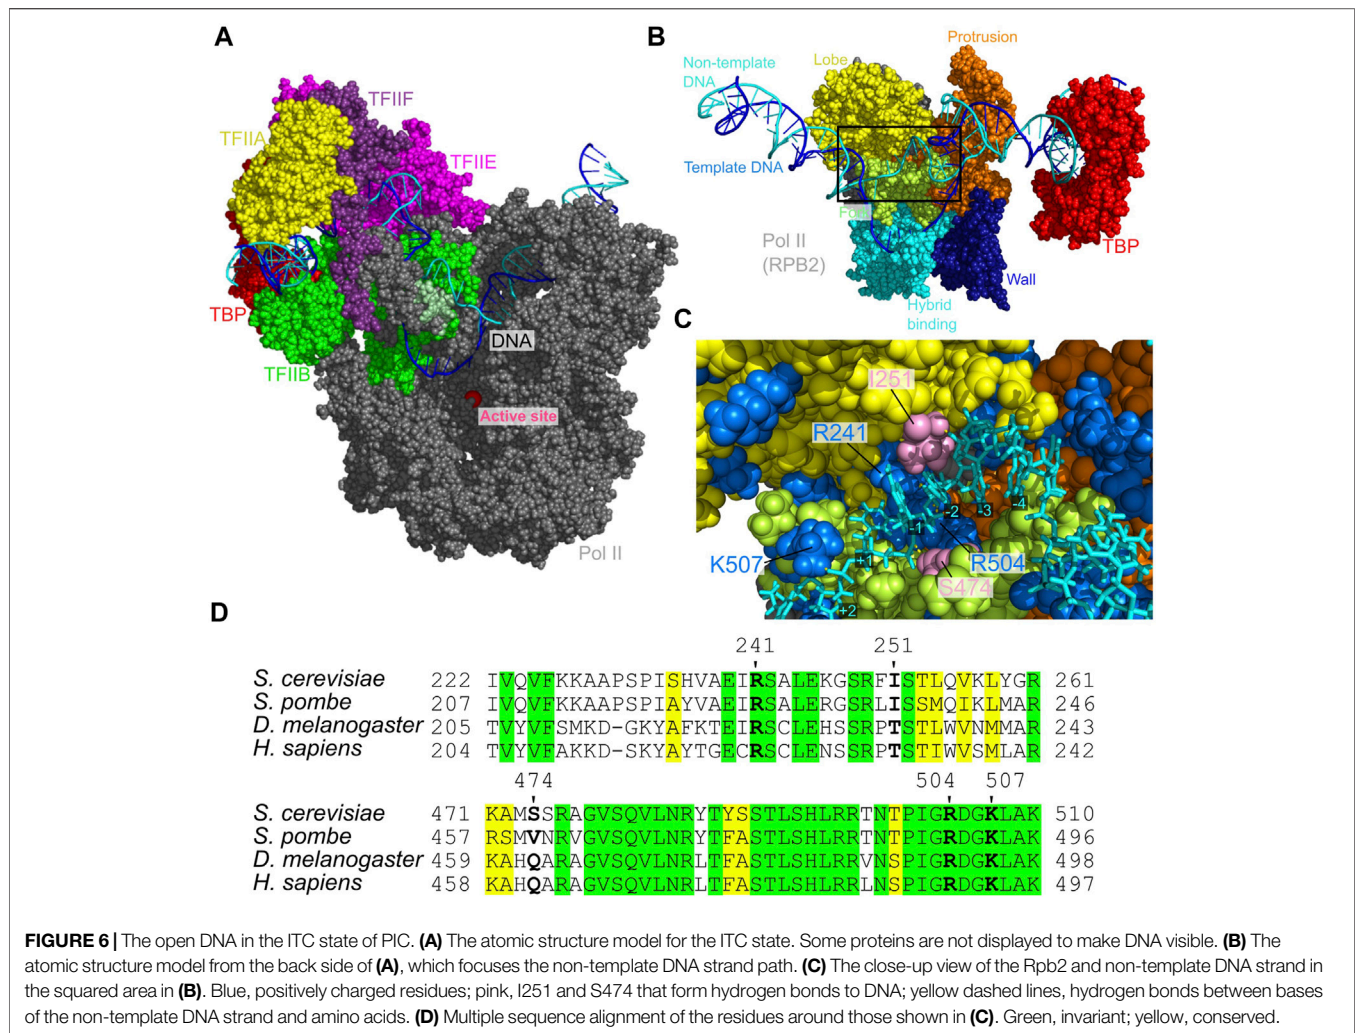 A
TFIIF
TFIIA
TFIIE
TBP
TFIIB
DNA
Active site
Pol II
B
Protrusion
Lobe
Non-template
DNA
Template DNA
Pol II
(RPB2)
TBP
Wall
Hybrid
binding
C
I251
R241
-1
-2
-3
-4
+1
K507
R504
S474
+2
D
241 251
S. cerevisiae 222 IVQVFKKAAPSPISHVAEIRSALEKGSRFISTLQVKLYGR 261
S. pombe 207 IVQVFKKAAPSPIAYVAEIRSALERGSRLISSMQIKLMAR 246
D. melanogaster 205 TVYVFSMKD-GKYAFKTEIRSCLEHSSRPTSTLWVNMMAR 243
H. sapiens 204 TVYVFAKKD-SKYAYTGECRSCLENSSRPTSTIWVSMLAR 242
474 504 507
S. cerevisiae 471 KAMSSRAGVSQVLNRYTYSSTLSHLRRTNTPIGRDGKLAK 510
S. pombe 457 RSMVNRVGVSQVLNRYTFASTLSHLRRTNTPIGRDGKLAK 496
D. melanogaster 459 KAHQARAGVSQVLNRLTFASTLSHLRRVNSPIGRDGKLAK 498
H. sapiens 458 KAHQARAGVSQVLNRLTFASTLSHLRRLNSPIGRDGKLAK 497
FIGURE 6 | The open DNA in the ITC state of PIC. (A) The atomic structure model for the ITC state. Some proteins are not displayed to make DNA visible. (B) The
atomic structure model from the back side of (A), which focuses the non-template DNA strand path. (C) The close-up view of the Rpb2 and non-template DNA strand in
the squared area in (B). Blue, positively charged residues; pink, I251 and S474 that form hydrogen bonds to DNA; yellow dashed lines, hydrogen bonds between bases
of the non-template DNA strand and amino acids. (D) Multiple sequence alignment of the residues around those shown in (C). Green, invariant; yellow, conserved.